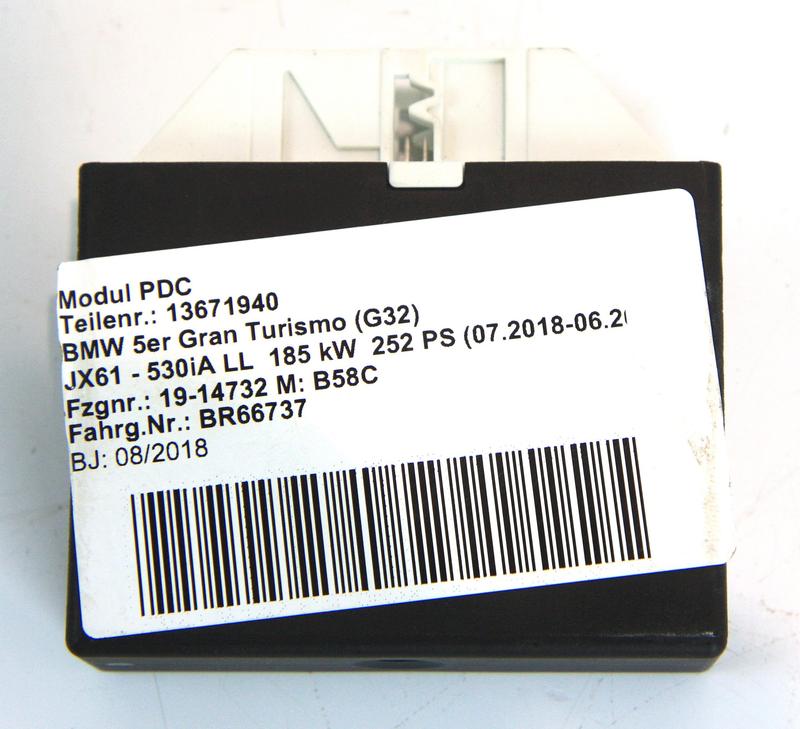 Modul PDC
Teilenr.: 13671940
BMW 5er Gran Turismo (G32)
JX61 - 530iA LL 185 kW 252 PS (07.2018-06.2
Fzgnr.: 19-14732 M: B58C
Fahrg.Nr.: BR66737
BJ: 08/2018